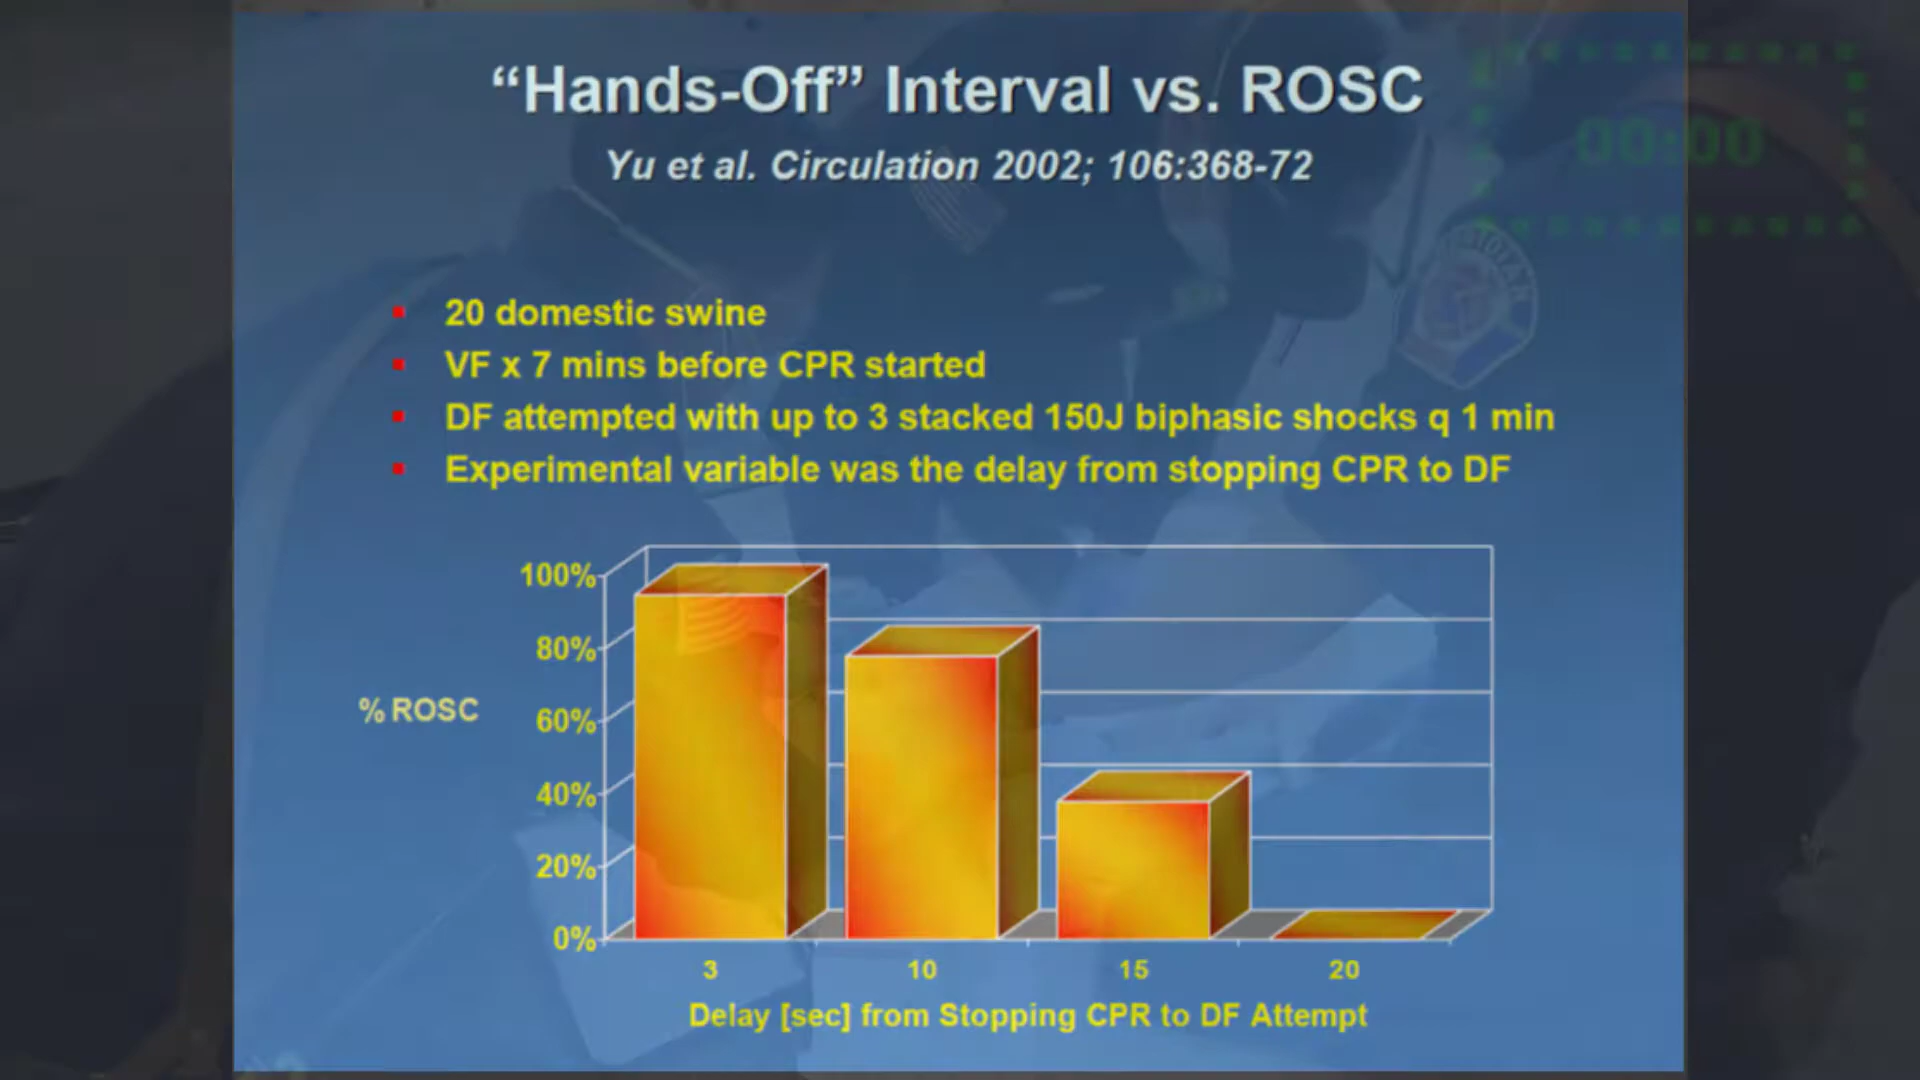 “Hands-Off” Interval vs. ROSC
Yu et al. Circulation 2002; 106:368-72
00:00
▪ 20 domestic swine
▪ VF x 7 mins before CPR started
▪ DF attempted with up to 3 stacked 150J biphasic shocks q 1 min
▪ Experimental variable was the delay from stopping CPR to DF
100%
80%
% ROSC
60%
40%
20%
0%
3 10 15 20
Delay [sec] from Stopping CPR to DF Attempt